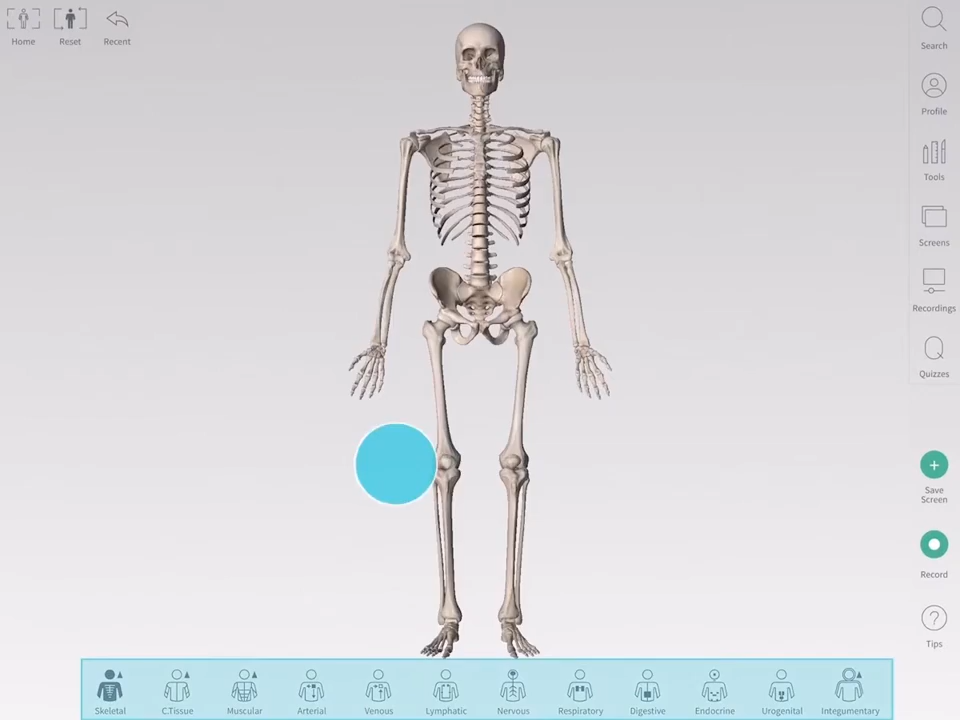 Home
Reset
Recent
Search
Profile
Tools
Screens
Recordings
Quizzes
Save
Screen
Record
Tips
Skeletal
C.Tissue
Muscular
Arterial
Venous
Lymphatic
Nervous
Respiratory
Digestive
Endocrine
Urogenital
Integumentary